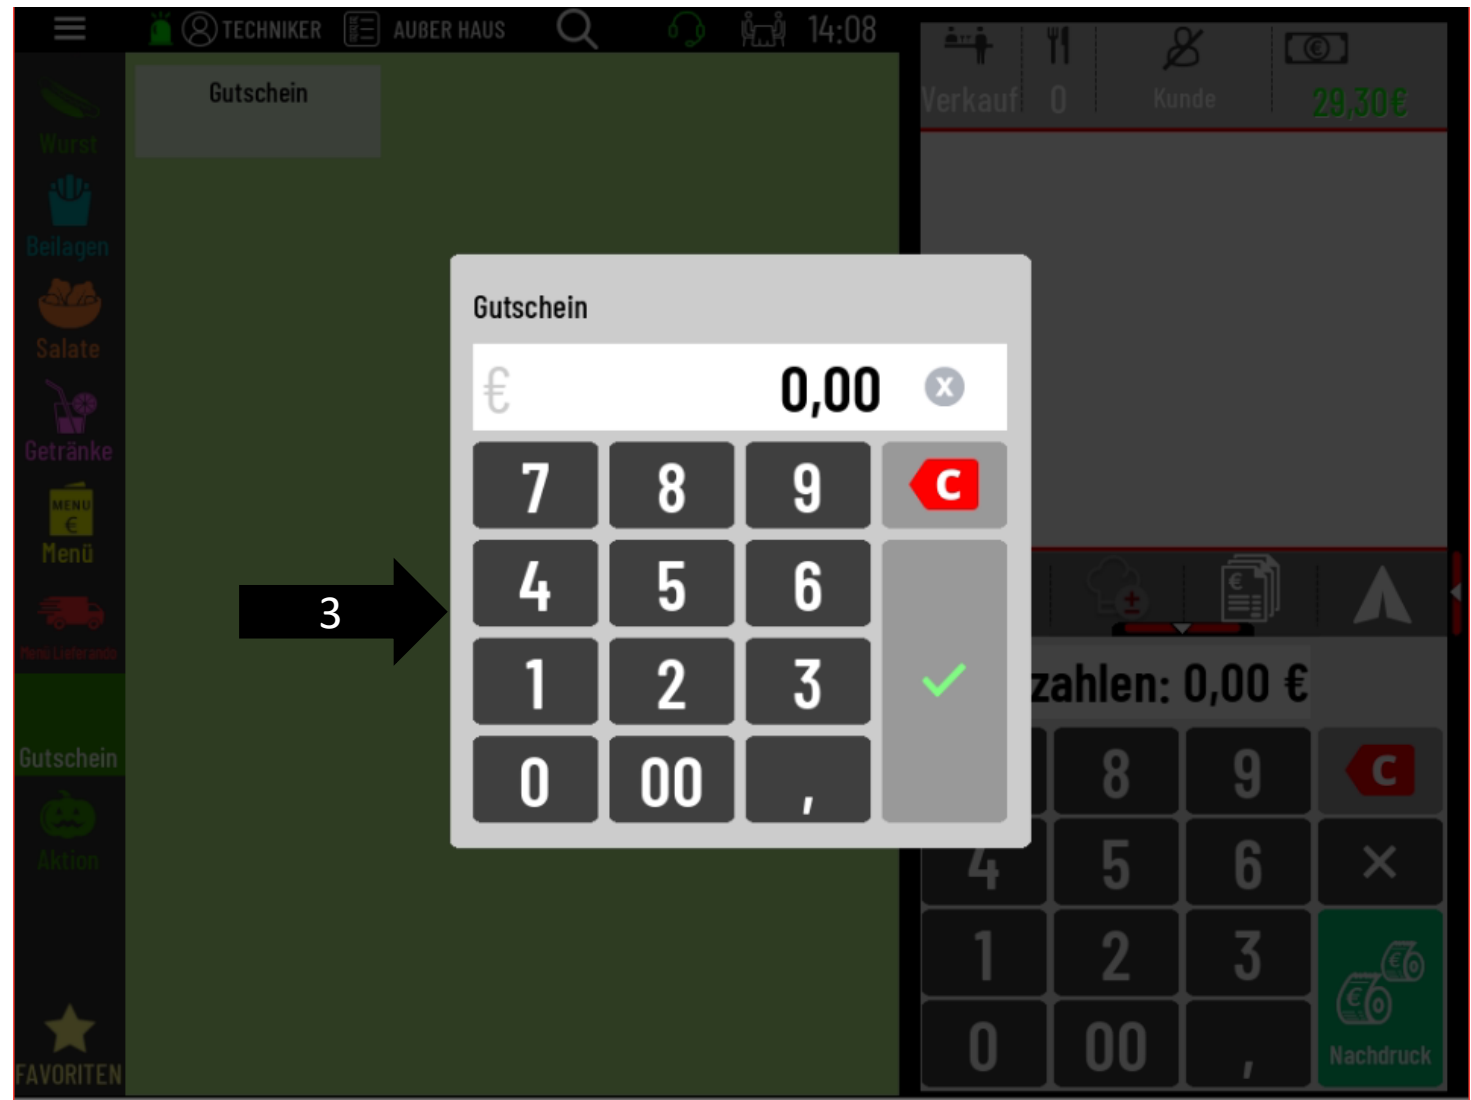 TECHNIKER
AUßER HAUS
14:08
Verkauf
0
Kunde
€
29,30€
Wurst
Beilagen
Salate
Getränke
MENU
€
Menü
Menü Lieferando
Gutschein
Aktion
FAVORITEN
Gutschein
3
Gutschein
€ 0,00 x
7 8 9 C
4 5 6
1 2 3
0 00 ,
€
±
zahlen: 0,00 €
8 9 C
4 5 6 ×
1 2 3
€
€
0 00 , Nachdruck